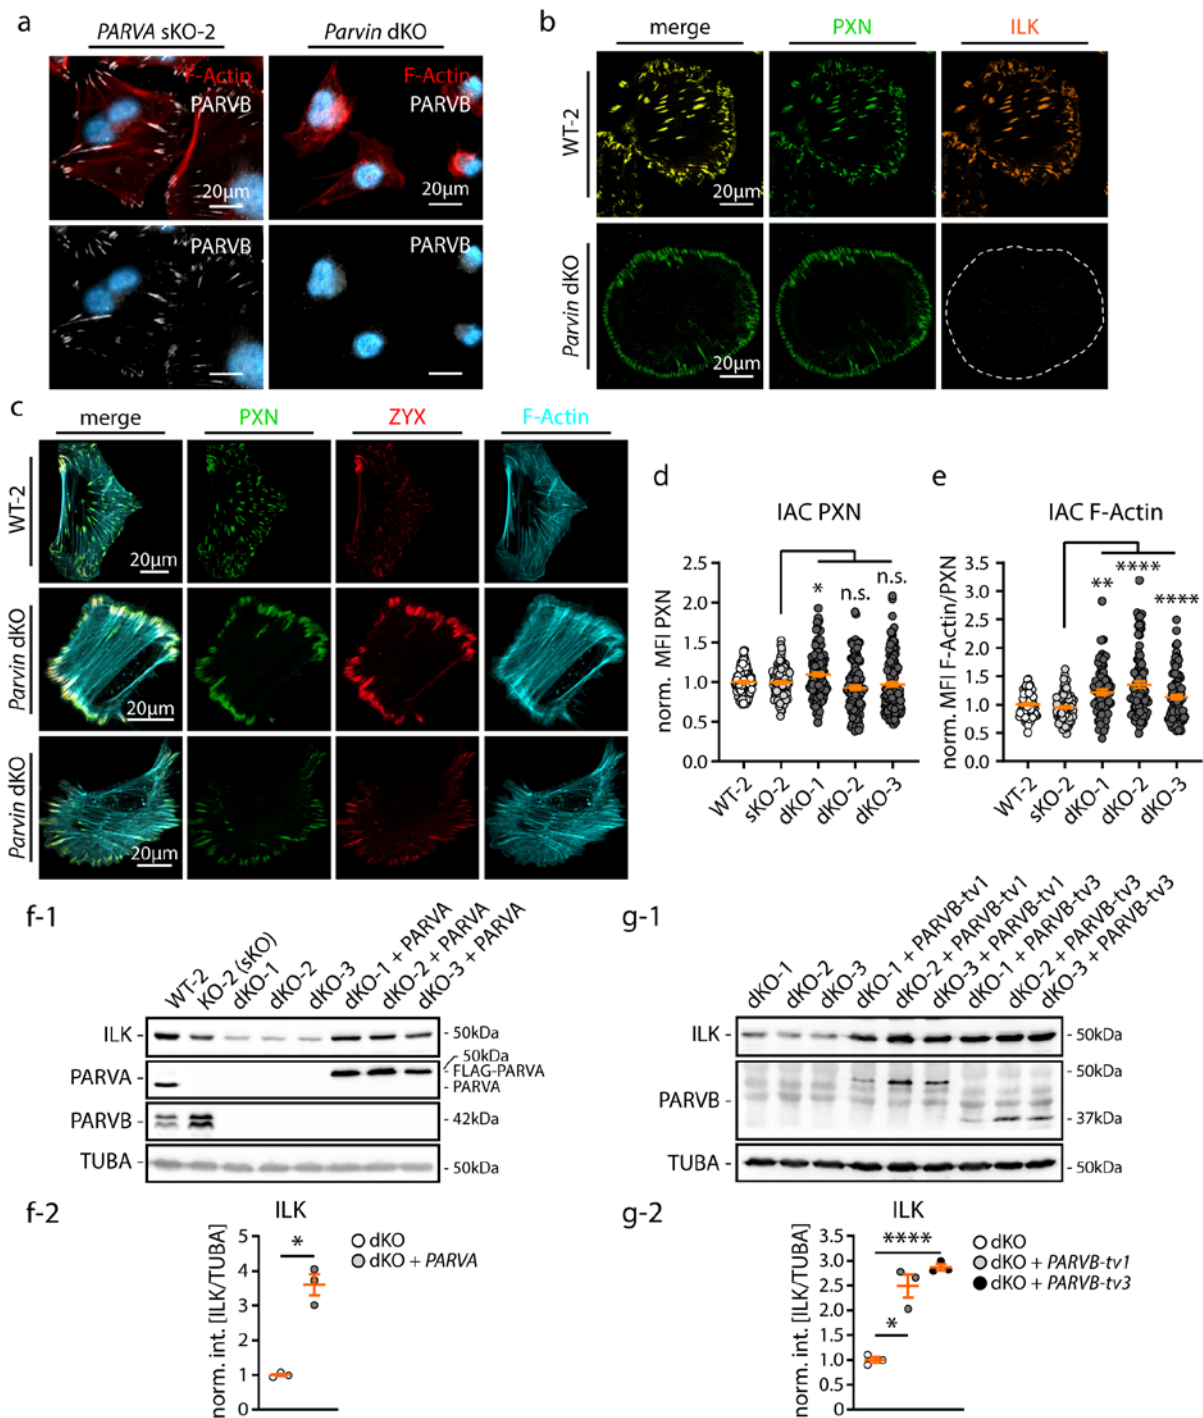 a
PARVA sKO-2
Parvin dKO
F-Actin
PARVB
20μm
F-Actin
PARVB
20μm
PARVB
PARVB
b
merge
PXN
ILK
WT-2
20μm
Parvin dKO
20μm
c
merge
PXN
ZYX
F-Actin
WT-2
20μm
Parvin dKO
20μm
Parvin dKO
20μm
d
IAC PXN
norm. MFI PXN
2.5
2.0
1.5
1.0
0.5
0.0
*
n.s.
n.s.
WT-2
sKO-2
dKO-1
dKO-2
dKO-3
e
IAC F-Actin
norm. MFI F-Actin/PXN
3.5
3.0
2.5
2.0
1.5
1.0
0.5
0.0
**
****
****
WT-2
sKO-2
dKO-1
dKO-2
dKO-3
f-1
WT-2
KO-2 (sKO)
dKO-1
dKO-2
dKO-3
dKO-1 + PARVA
dKO-2 + PARVA
dKO-3 + PARVA
ILK -
- 50kDa
50kDa
PARVA -
- FLAG-PARVA
- PARVA
PARVB -
- 42kDa
TUBA -
- 50kDa
g-1
dKO-1
dKO-2
dKO-3
dKO-1 + PARVB-tv1
dKO-2 + PARVB-tv1
dKO-3 + PARVB-tv1
dKO-1 + PARVB-tv3
dKO-2 + PARVB-tv3
dKO-3 + PARVB-tv3
ILK -
- 50kDa
- 50kDa
PARVB -
- 37kDa
TUBA -
- 50kDa
f-2
ILK
norm. int. [ILK/TUBA]
5
4
3
2
1
0
*
dKO
dKO + PARVA
g-2
ILK
norm. int. [ILK/TUBA]
3.5
3.0
2.5
2.0
1.5
1.0
0.5
0
****
*
dKO
dKO + PARVB-tv1
dKO + PARVB-tv3